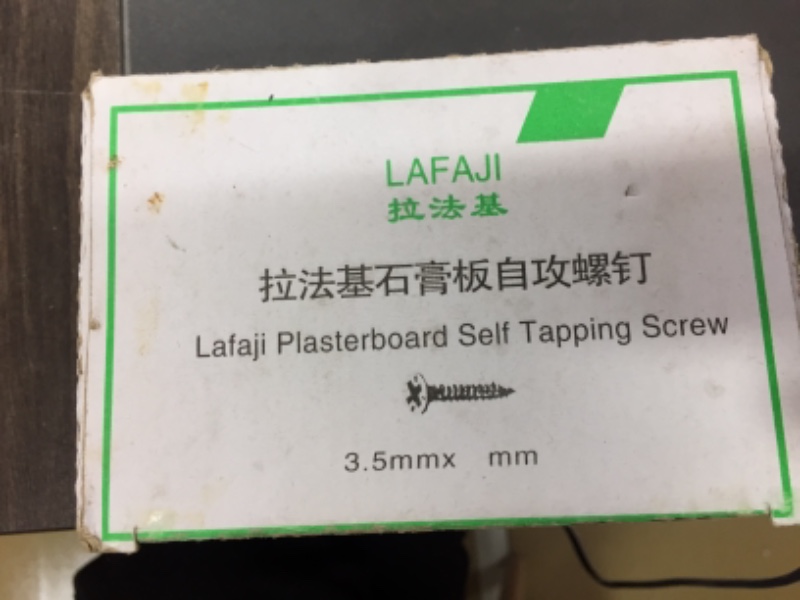 LAFAJI
拉法基
拉法基石膏板自攻螺钉
Lafaji Plasterboard Self Tapping Screw
3.5mmx mm